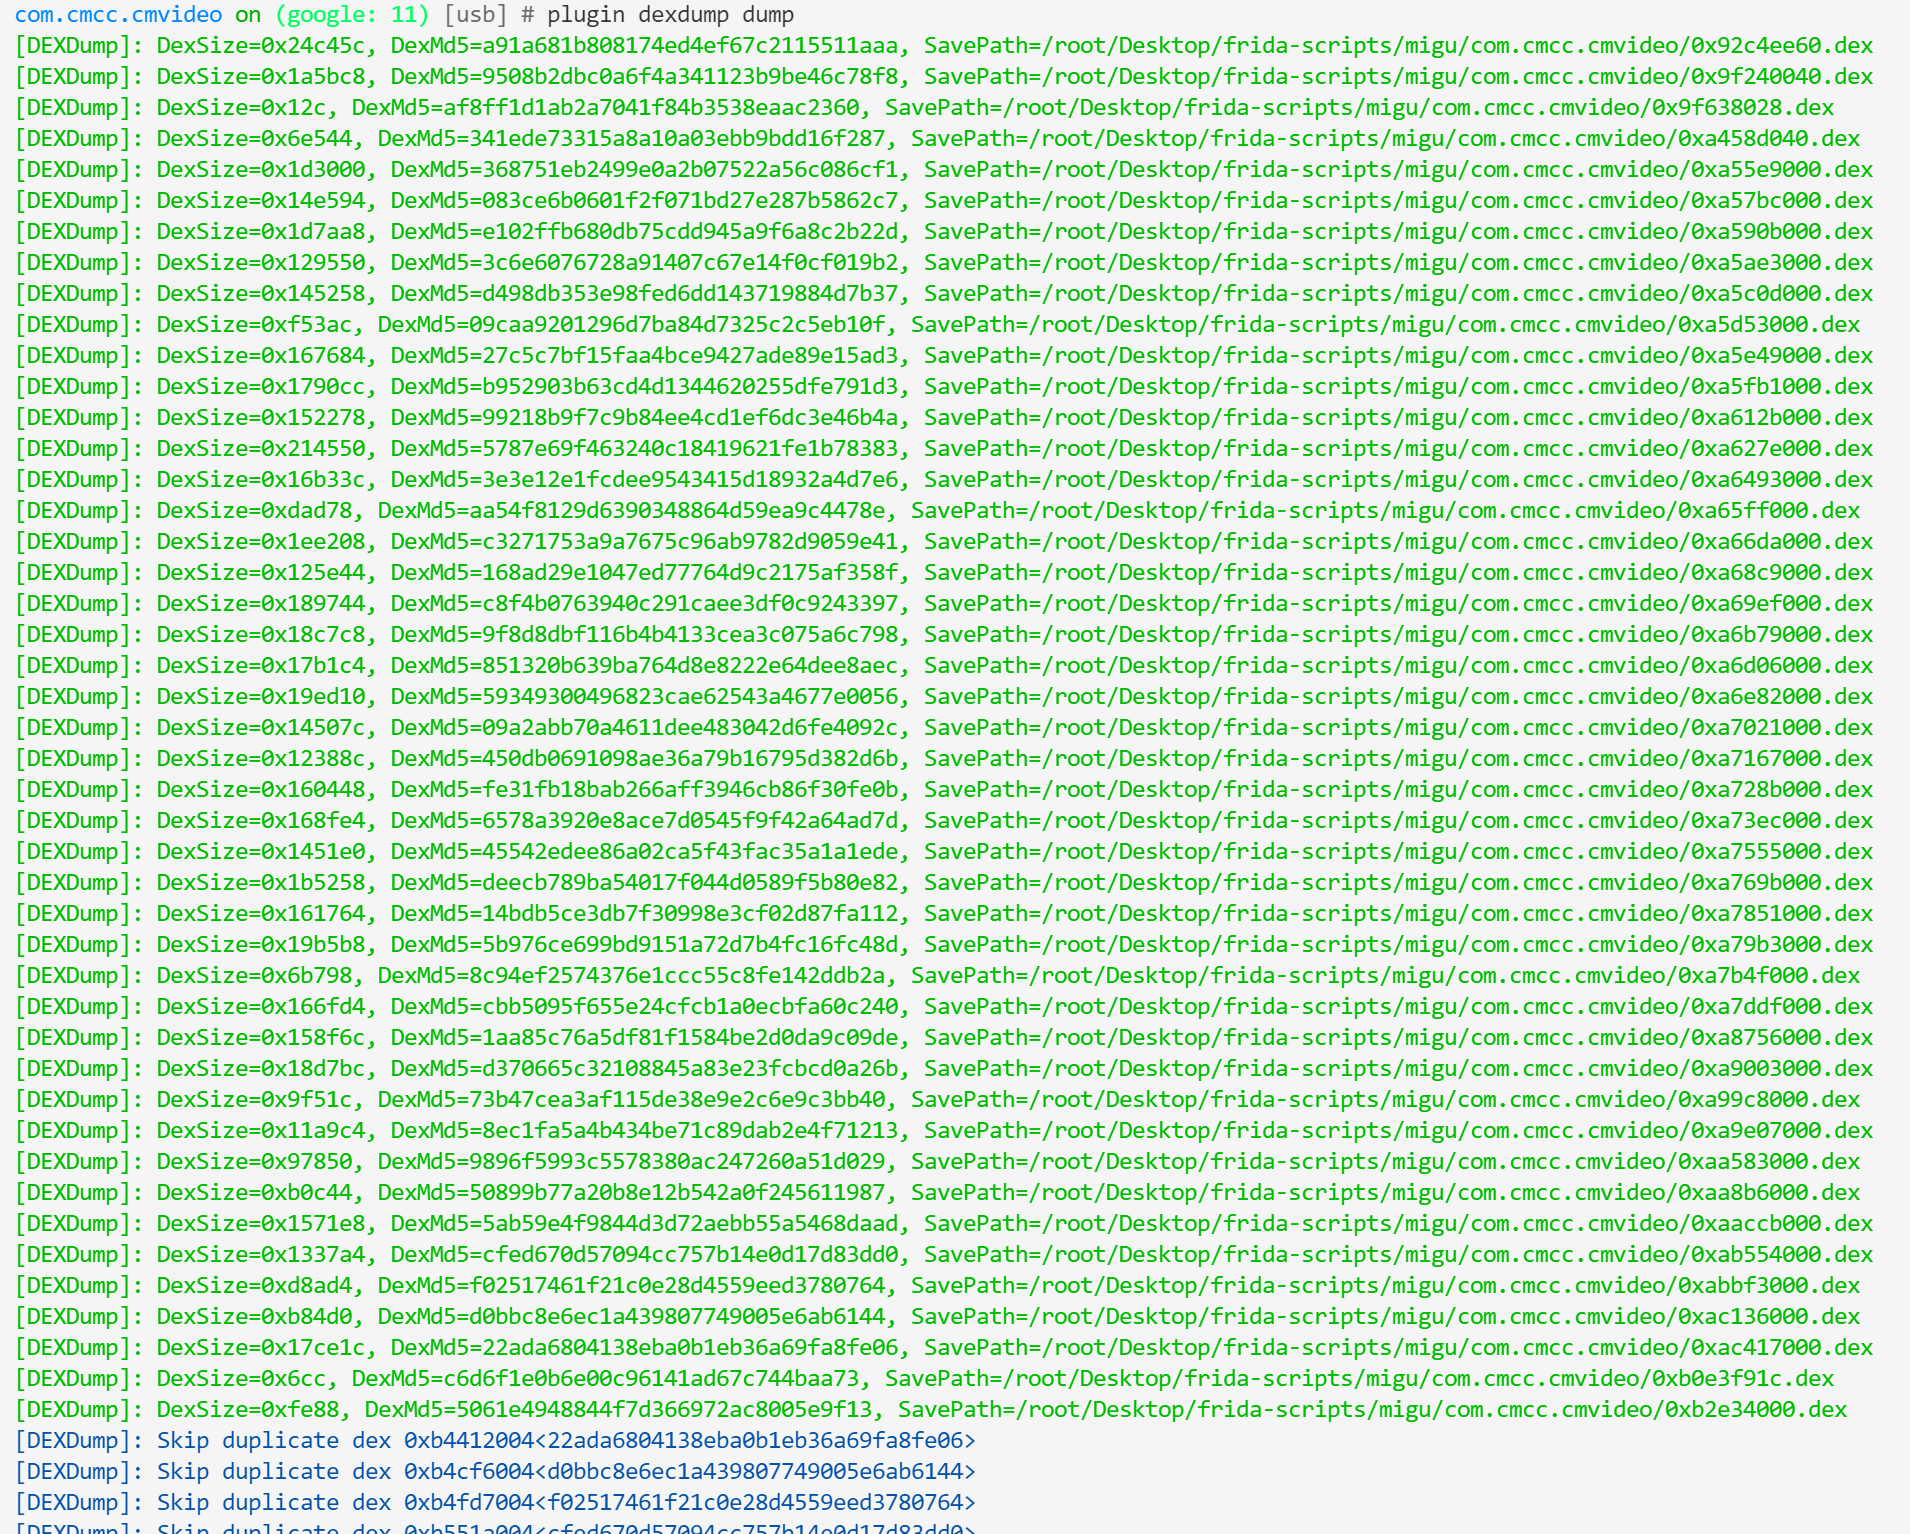 com.cmcc.cmvideo on (google: 11) [usb] # plugin dexdump dump
[DEXDump]: DexSize=0x24c45c, DexMd5=a91a681b808174ed4ef67c2115511aaa, SavePath=/root/Desktop/frida-scripts/migu/com.cmcc.cmvideo/0x92c4ee60.dex
[DEXDump]: DexSize=0x1a5bc8, DexMd5=9508b2dbc0a6f4a341123b9be46c78f8, SavePath=/root/Desktop/frida-scripts/migu/com.cmcc.cmvideo/0x9f240040.dex
[DEXDump]: DexSize=0x12c, DexMd5=af8ff1d1ab2a7041f84b3538eaac2360, SavePath=/root/Desktop/frida-scripts/migu/com.cmcc.cmvideo/0x9f638028.dex
[DEXDump]: DexSize=0x6e544, DexMd5=341ede73315a8a10a03ebb9bdd16f287, SavePath=/root/Desktop/frida-scripts/migu/com.cmcc.cmvideo/0xa458d040.dex
[DEXDump]: DexSize=0x1d3000, DexMd5=368751eb2499e0a2b07522a56c086cf1, SavePath=/root/Desktop/frida-scripts/migu/com.cmcc.cmvideo/0xa55e9000.dex
[DEXDump]: DexSize=0x14e594, DexMd5=083ce6b0601f2f071bd27e287b5862c7, SavePath=/root/Desktop/frida-scripts/migu/com.cmcc.cmvideo/0xa57bc000.dex
[DEXDump]: DexSize=0x1d7aa8, DexMd5=e102ffb680db75cdd945a9f6a8c2b22d, SavePath=/root/Desktop/frida-scripts/migu/com.cmcc.cmvideo/0xa590b000.dex
[DEXDump]: DexSize=0x129550, DexMd5=3c6e6076728a91407c67e14f0cf019b2, SavePath=/root/Desktop/frida-scripts/migu/com.cmcc.cmvideo/0xa5ae3000.dex
[DEXDump]: DexSize=0x145258, DexMd5=d498db353e98fed6dd143719884d7b37, SavePath=/root/Desktop/frida-scripts/migu/com.cmcc.cmvideo/0xa5c0d000.dex
[DEXDump]: DexSize=0xf53ac, DexMd5=09caa9201296d7ba84d7325c2c5eb10f, SavePath=/root/Desktop/frida-scripts/migu/com.cmcc.cmvideo/0xa5d53000.dex
[DEXDump]: DexSize=0x167684, DexMd5=27c5c7bf15faa4bce9427ade89e15ad3, SavePath=/root/Desktop/frida-scripts/migu/com.cmcc.cmvideo/0xa5e49000.dex
[DEXDump]: DexSize=0x1790cc, DexMd5=b952903b63cd4d1344620255dfe791d3, SavePath=/root/Desktop/frida-scripts/migu/com.cmcc.cmvideo/0xa5fb1000.dex
[DEXDump]: DexSize=0x152278, DexMd5=99218b9f7c9b84ee4cd1ef6dc3e46b4a, SavePath=/root/Desktop/frida-scripts/migu/com.cmcc.cmvideo/0xa612b000.dex
[DEXDump]: DexSize=0x214550, DexMd5=5787e69f463240c18419621fe1b78383, SavePath=/root/Desktop/frida-scripts/migu/com.cmcc.cmvideo/0xa627e000.dex
[DEXDump]: DexSize=0x16b33c, DexMd5=3e3e12e1fcdee9543415d18932a4d7e6, SavePath=/root/Desktop/frida-scripts/migu/com.cmcc.cmvideo/0xa6493000.dex
[DEXDump]: DexSize=0xdad78, DexMd5=aa54f8129d6390348864d59ea9c4478e, SavePath=/root/Desktop/frida-scripts/migu/com.cmcc.cmvideo/0xa65ff000.dex
[DEXDump]: DexSize=0x1ee208, DexMd5=c3271753a9a7675c96ab9782d9059e41, SavePath=/root/Desktop/frida-scripts/migu/com.cmcc.cmvideo/0xa66da000.dex
[DEXDump]: DexSize=0x125e44, DexMd5=168ad29e1047ed77764d9c2175af358f, SavePath=/root/Desktop/frida-scripts/migu/com.cmcc.cmvideo/0xa68c9000.dex
[DEXDump]: DexSize=0x189744, DexMd5=c8f4b0763940c291caee3df0c9243397, SavePath=/root/Desktop/frida-scripts/migu/com.cmcc.cmvideo/0xa69ef000.dex
[DEXDump]: DexSize=0x18c7c8, DexMd5=9f8d8dbf116b4b4133cea3c075a6c798, SavePath=/root/Desktop/frida-scripts/migu/com.cmcc.cmvideo/0xa6b79000.dex
[DEXDump]: DexSize=0x17b1c4, DexMd5=851320b639ba764d8e8222e64dee8aec, SavePath=/root/Desktop/frida-scripts/migu/com.cmcc.cmvideo/0xa6d06000.dex
[DEXDump]: DexSize=0x19ed10, DexMd5=59349300496823cae62543a4677e0056, SavePath=/root/Desktop/frida-scripts/migu/com.cmcc.cmvideo/0xa6e82000.dex
[DEXDump]: DexSize=0x14507c, DexMd5=09a2abb70a4611dee483042d6fe4092c, SavePath=/root/Desktop/frida-scripts/migu/com.cmcc.cmvideo/0xa7021000.dex
[DEXDump]: DexSize=0x12388c, DexMd5=450db0691098ae36a79b16795d382d6b, SavePath=/root/Desktop/frida-scripts/migu/com.cmcc.cmvideo/0xa7167000.dex
[DEXDump]: DexSize=0x160448, DexMd5=fe31fb18bab266aff3946cb86f30fe0b, SavePath=/root/Desktop/frida-scripts/migu/com.cmcc.cmvideo/0xa728b000.dex
[DEXDump]: DexSize=0x168fe4, DexMd5=6578a3920e8ace7d0545f9f42a64ad7d, SavePath=/root/Desktop/frida-scripts/migu/com.cmcc.cmvideo/0xa73ec000.dex
[DEXDump]: DexSize=0x1451e0, DexMd5=45542edee86a02ca5f43fac35a1a1ede, SavePath=/root/Desktop/frida-scripts/migu/com.cmcc.cmvideo/0xa7555000.dex
[DEXDump]: DexSize=0x1b5258, DexMd5=deecb789ba54017f044d0589f5b80e82, SavePath=/root/Desktop/frida-scripts/migu/com.cmcc.cmvideo/0xa769b000.dex
[DEXDump]: DexSize=0x161764, DexMd5=14bdb5ce3db7f30998e3cf02d87fa112, SavePath=/root/Desktop/frida-scripts/migu/com.cmcc.cmvideo/0xa7851000.dex
[DEXDump]: DexSize=0x19b5b8, DexMd5=5b976ce699bd9151a72d7b4fc16fc48d, SavePath=/root/Desktop/frida-scripts/migu/com.cmcc.cmvideo/0xa79b3000.dex
[DEXDump]: DexSize=0x6b798, DexMd5=8c94ef2574376e1ccc55c8fe142ddb2a, SavePath=/root/Desktop/frida-scripts/migu/com.cmcc.cmvideo/0xa7b4f000.dex
[DEXDump]: DexSize=0x166fd4, DexMd5=cbb5095f655e24cfcb1a0ecbfa60c240, SavePath=/root/Desktop/frida-scripts/migu/com.cmcc.cmvideo/0xa7ddf000.dex
[DEXDump]: DexSize=0x158f6c, DexMd5=1aa85c76a5df81f1584be2d0da9c09de, SavePath=/root/Desktop/frida-scripts/migu/com.cmcc.cmvideo/0xa8756000.dex
[DEXDump]: DexSize=0x18d7bc, DexMd5=d370665c32108845a83e23fcbcd0a26b, SavePath=/root/Desktop/frida-scripts/migu/com.cmcc.cmvideo/0xa9003000.dex
[DEXDump]: DexSize=0x9f51c, DexMd5=73b47cea3af115de38e9e2c6e9c3bb40, SavePath=/root/Desktop/frida-scripts/migu/com.cmcc.cmvideo/0xa99c8000.dex
[DEXDump]: DexSize=0x11a9c4, DexMd5=8ec1fa5a4b434be71c89dab2e4f71213, SavePath=/root/Desktop/frida-scripts/migu/com.cmcc.cmvideo/0xa9e07000.dex
[DEXDump]: DexSize=0x97850, DexMd5=9896f5993c5578380ac247260a51d029, SavePath=/root/Desktop/frida-scripts/migu/com.cmcc.cmvideo/0xaa583000.dex
[DEXDump]: DexSize=0xb0c44, DexMd5=50899b77a20b8e12b542a0f245611987, SavePath=/root/Desktop/frida-scripts/migu/com.cmcc.cmvideo/0xaa8b6000.dex
[DEXDump]: DexSize=0x1571e8, DexMd5=5ab59e4f9844d3d72aebb55a5468daad, SavePath=/root/Desktop/frida-scripts/migu/com.cmcc.cmvideo/0xaaccb000.dex
[DEXDump]: DexSize=0x1337a4, DexMd5=cfed670d57094cc757b14e0d17d83dd0, SavePath=/root/Desktop/frida-scripts/migu/com.cmcc.cmvideo/0xab554000.dex
[DEXDump]: DexSize=0xd8ad4, DexMd5=f02517461f21c0e28d4559eed3780764, SavePath=/root/Desktop/frida-scripts/migu/com.cmcc.cmvideo/0xabbf3000.dex
[DEXDump]: DexSize=0xb84d0, DexMd5=d0bbc8e6ec1a439807749005e6ab6144, SavePath=/root/Desktop/frida-scripts/migu/com.cmcc.cmvideo/0xac136000.dex
[DEXDump]: DexSize=0x17ce1c, DexMd5=22ada6804138eba0b1eb36a69fa8fe06, SavePath=/root/Desktop/frida-scripts/migu/com.cmcc.cmvideo/0xac417000.dex
[DEXDump]: DexSize=0x6cc, DexMd5=c6d6f1e0b6e00c96141ad67c744baa73, SavePath=/root/Desktop/frida-scripts/migu/com.cmcc.cmvideo/0xb0e3f91c.dex
[DEXDump]: DexSize=0xfe88, DexMd5=5061e4948844f7d366972ac8005e9f13, SavePath=/root/Desktop/frida-scripts/migu/com.cmcc.cmvideo/0xb2e34000.dex
[DEXDump]: Skip duplicate dex 0xb4412004<22ada6804138eba0b1eb36a69fa8fe06>
[DEXDump]: Skip duplicate dex 0xb4cf6004<d0bbc8e6ec1a439807749005e6ab6144>
[DEXDump]: Skip duplicate dex 0xb4fd7004<f02517461f21c0e28d4559eed3780764>
[DEXDump]: Skip duplicate dex 0xb551a004<cfed670d57094cc757b14e0d17d83dd0>